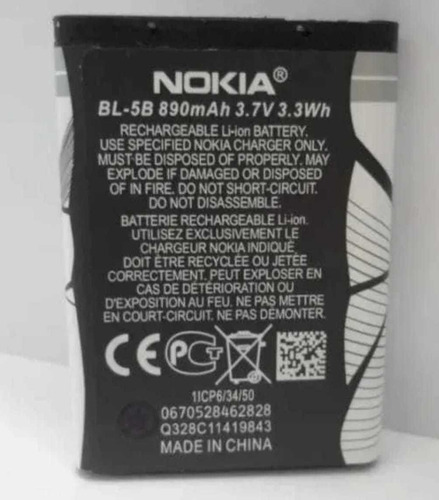 NOKIA®
BL-5B 890mAh 3.7V 3.3Wh
RECHARGEABLE Li-ion BATTERY.
USE SPECIFIED NOKIA CHARGER ONLY.
MUST BE DISPOSED OF PROPERLY. MAY
EXPLODE IF DAMAGED OR DISPOSED
OF IN FIRE. DO NOT SHORT-CIRCUIT.
DO NOT DISASSEMBLE.
BATTERIE RECHARGEABLE Li-ion.
UTILISEZ EXCLUSIVEMENT LE
CHARGEUR NOKIA INDIQUÉ
DOIT ÊTRE RECYCLÉE OU JETÉE
CORRECTEMENT. PEUT EXPLOSER EN
CAS DE DÉTÉRIORATION OU
D'EXPOSITION AU FEU. NE PAS METTRE
EN COURT-CIRCUIT. NE PAS DÉMONTER.
CE PCT
1ICP6/34/50
0670528462828
Q328C11419843
MADE IN CHINA